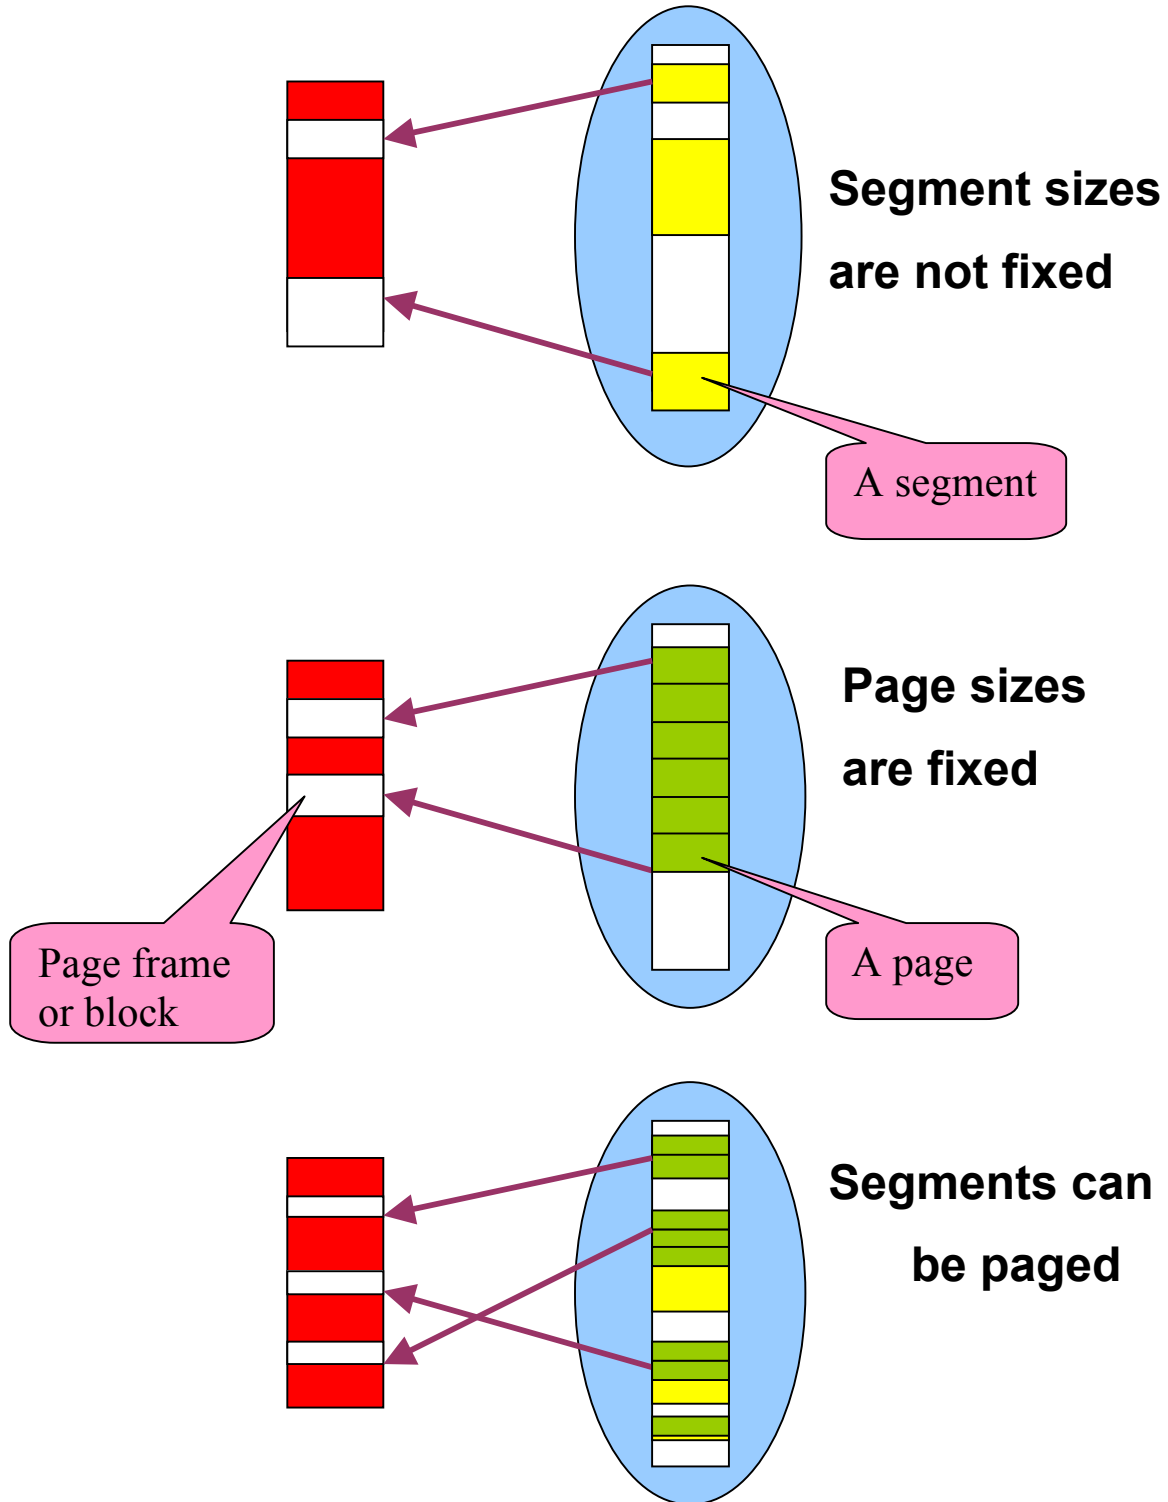 Segment sizes
are not fixed
A segment
Page sizes
are fixed
Page frame
or block
A page
Segments can
be paged